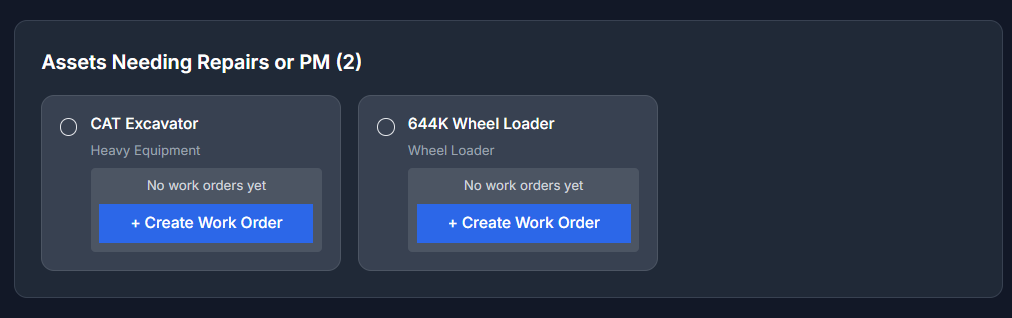 Assets Needing Repairs or PM (2)
CAT Excavator
Heavy Equipment
No work orders yet
+ Create Work Order
644K Wheel Loader
Wheel Loader
No work orders yet
+ Create Work Order